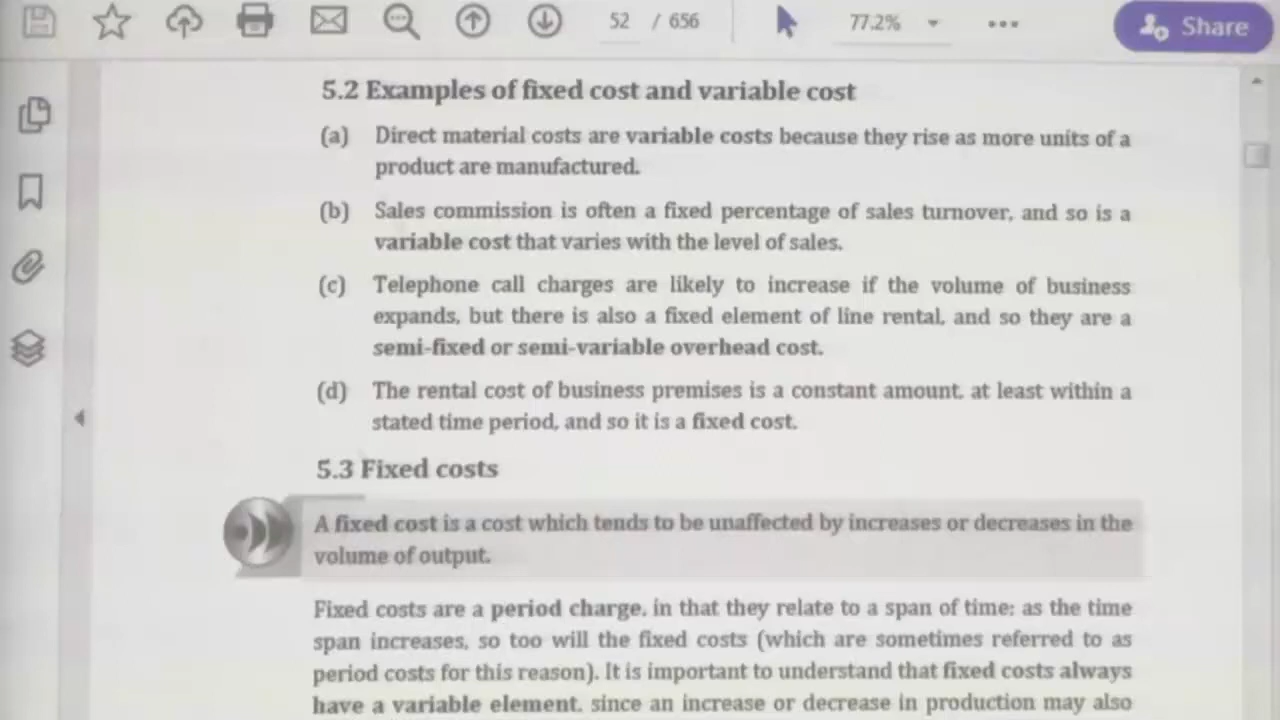 52 / 656
77.2%
Share
5.2 Examples of fixed cost and variable cost
(a) Direct material costs are variable costs because they rise as more units of a
product are manufactured.
(b) Sales commission is often a fixed percentage of sales turnover, and so is a
variable cost that varies with the level of sales.
(c) Telephone call charges are likely to increase if the volume of business
expands, but there is also a fixed element of line rental, and so they are a
semi-fixed or semi-variable overhead cost.
(d) The rental cost of business premises is a constant amount, at least within a
stated time period, and so it is a fixed cost.
5.3 Fixed costs
A fixed cost is a cost which tends to be unaffected by increases or decreases in the
volume of output.
Fixed costs are a period charge, in that they relate to a span of time; as the time
span increases, so too will the fixed costs (which are sometimes referred to as
period costs for this reason). It is important to understand that fixed costs always
have a variable element, since an increase or decrease in production may also